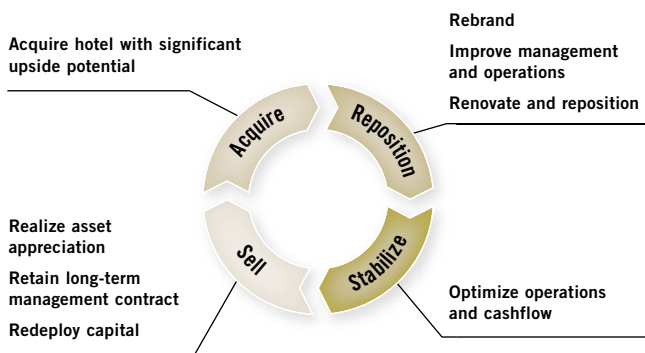 Acquire hotel with significant
upside potential
Acquire
Rebrand
Improve management
and operations
Renovate and reposition
Reposition
Stabilize
Optimize operations
and cashflow
Sell
Realize asset
appreciation
Retain long-term
management contract
Redeploy capital